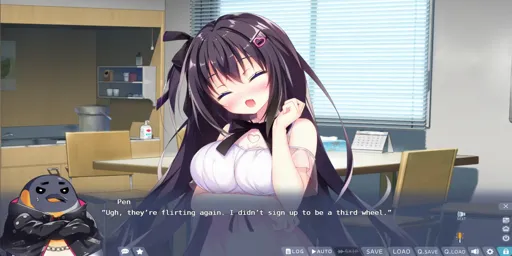 Pen
"Ugh, they're flirting again. I didn't sign up to be a third wheel."
LOG AUTO SKIP SAVE LOAD Q.SAVE Q.LOAD